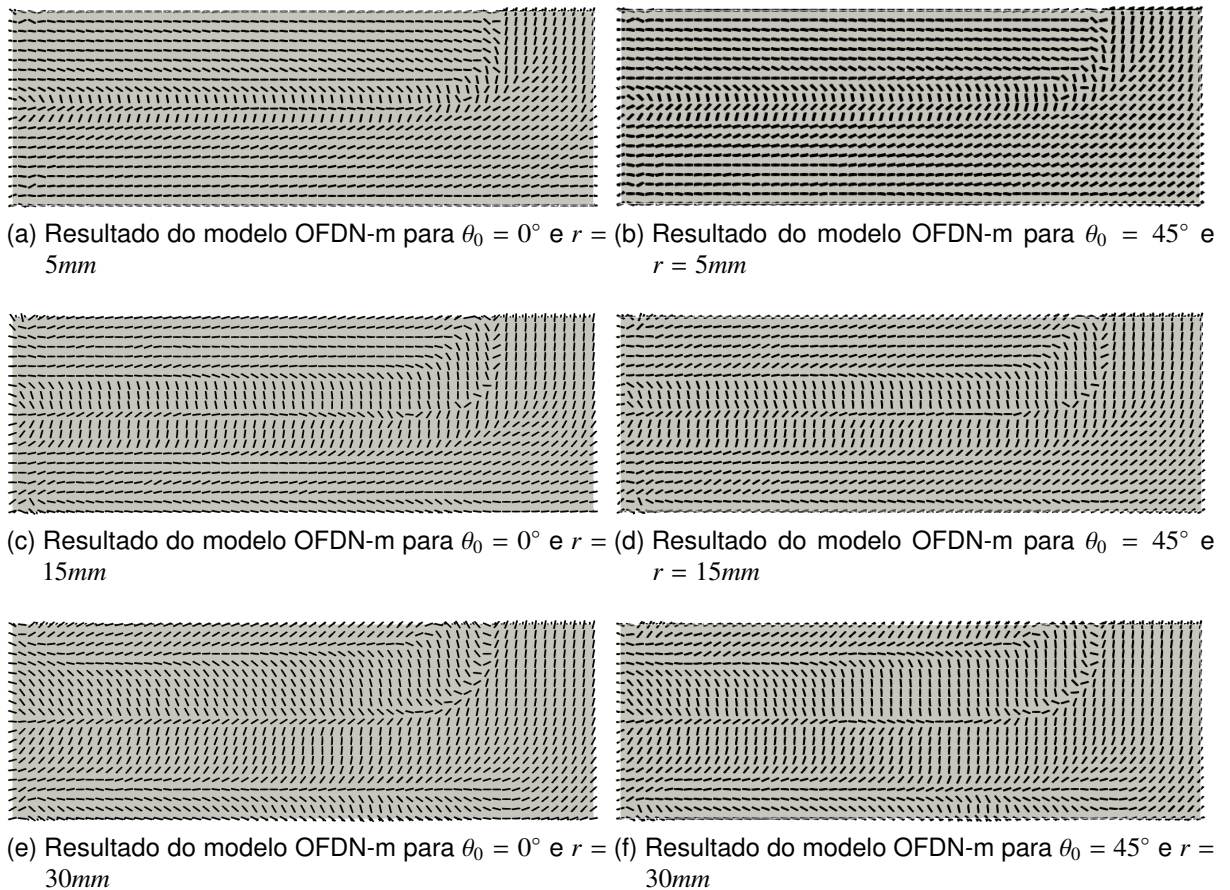 (a) Resultado do modelo OFDN-m para θ₀ = 0° e r = 5mm
(b) Resultado do modelo OFDN-m para θ₀ = 45° e r = 5mm
(c) Resultado do modelo OFDN-m para θ₀ = 0° e r = 15mm
(d) Resultado do modelo OFDN-m para θ₀ = 45° e r = 15mm
(e) Resultado do modelo OFDN-m para θ₀ = 0° e r = 30mm
(f) Resultado do modelo OFDN-m para θ₀ = 45° e r = 30mm